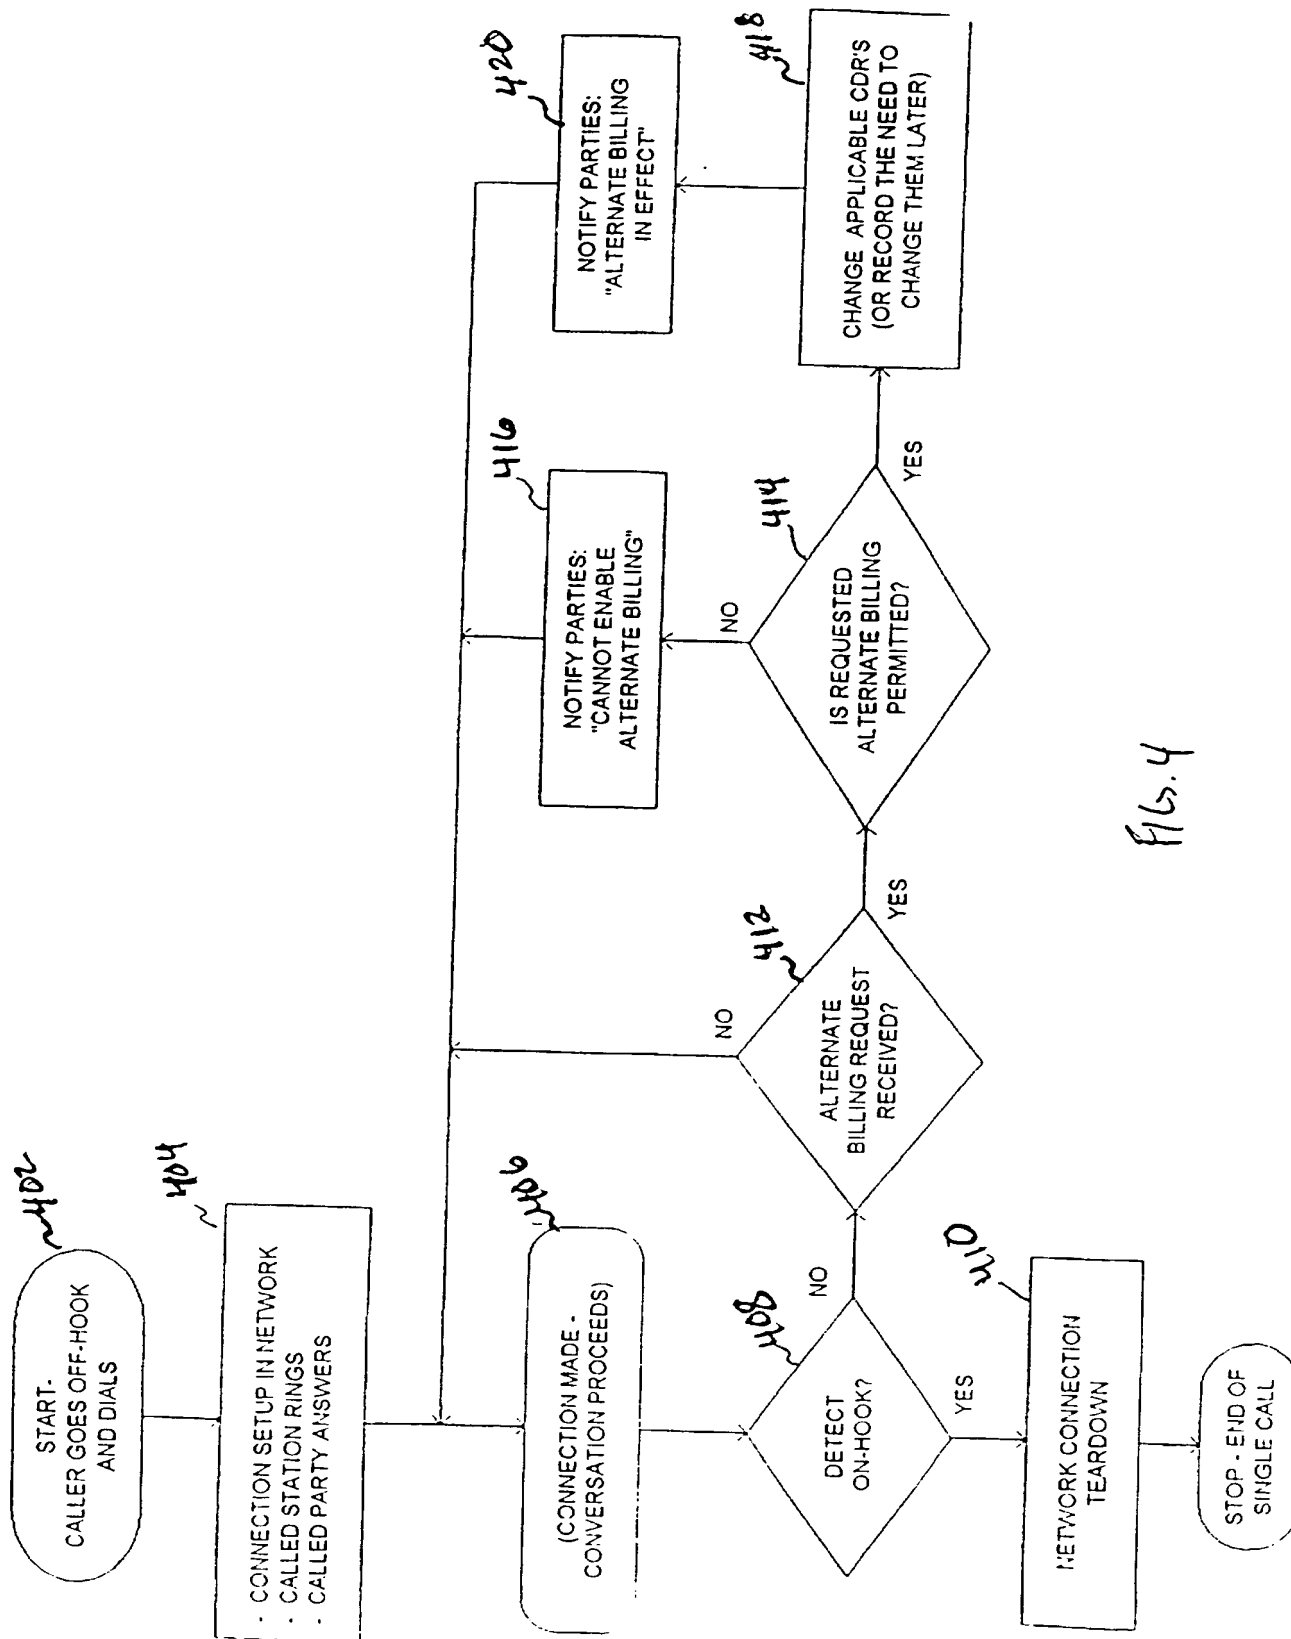 402
START-
CALLER GOES OFF-HOOK
AND DIALS
404
- CONNECTION SETUP IN NETWORK
- CALLED STATION RINGS
- CALLED PARTY ANSWERS
406
(CONNECTION MADE -
CONVERSATION PROCEEDS)
408
DETECT
ON-HOOK?
NO
YES
410
NETWORK CONNECTION
TEARDOWN
STOP - END OF
SINGLE CALL
412
ALTERNATE
BILLING REQUEST
RECEIVED?
NO
YES
414
IS REQUESTED
ALTERNATE BILLING
PERMITTED?
NO
YES
416
NOTIFY PARTIES:
"CANNOT ENABLE
ALTERNATE BILLING"
418
CHANGE APPLICABLE CDR'S
(OR RECORD THE NEED TO
CHANGE THEM LATER)
420
NOTIFY PARTIES:
"ALTERNATE BILLING
IN EFFECT"
FIG. 4